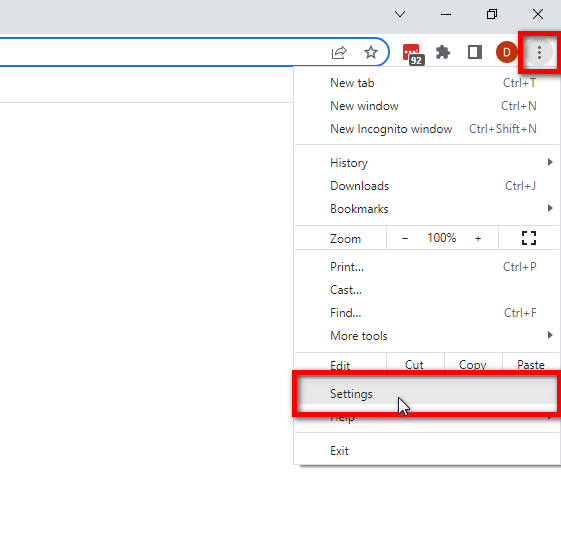 92
D
New tab Ctrl+T
New window Ctrl+N
New Incognito window Ctrl+Shift+N
History
Downloads Ctrl+J
Bookmarks
Zoom − 100% +
Print... Ctrl+P
Cast...
Find... Ctrl+F
More tools
Edit Cut Copy Paste
Settings
Help
Exit